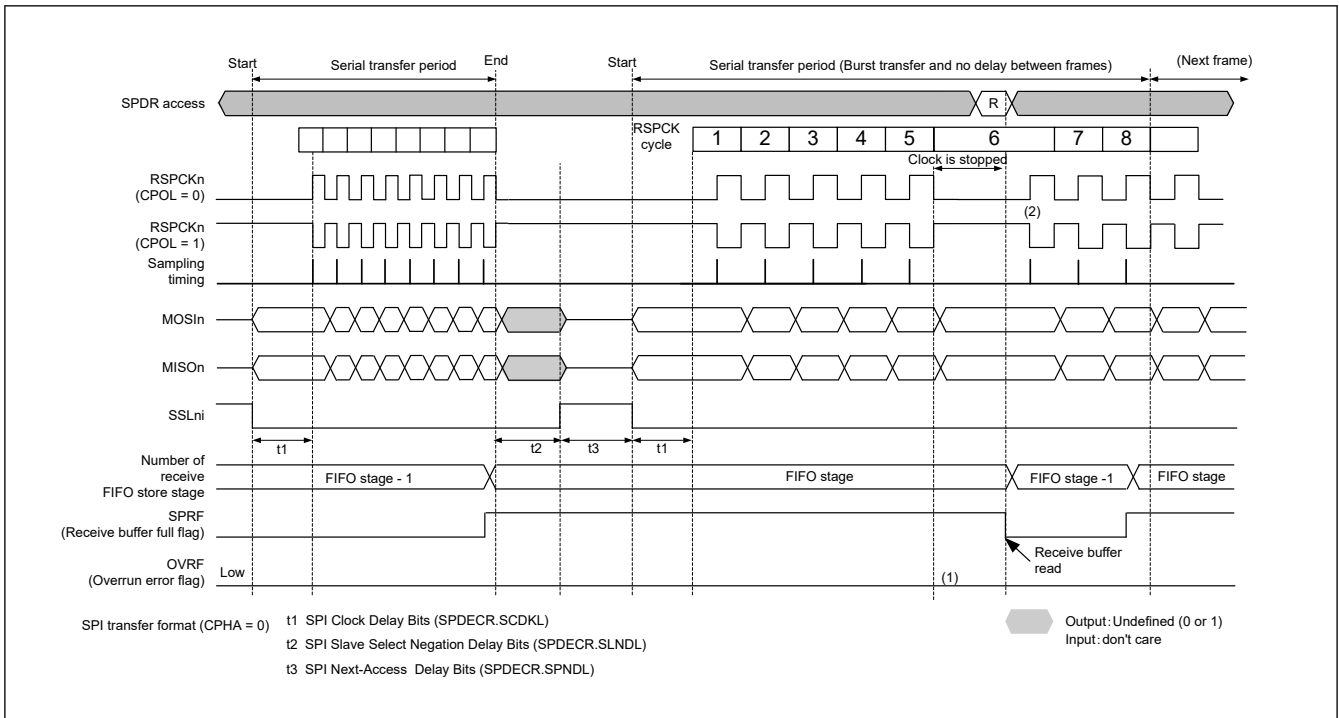 Start
Serial transfer period
End
Start
Serial transfer period (Burst transfer and no delay between frames)
(Next frame)
SPDR access
R
RSPCK
cycle
1 2 3 4 5 6 7 8
Clock is stopped
RSPCKn
(CPOL = 0)
(2)
RSPCKn
(CPOL = 1)
Sampling
timing
MOSIn
MISOn
SSLni
t1
t2
t3
t1
Number of
receive
FIFO store stage
FIFO stage - 1
FIFO stage
FIFO stage -1
FIFO stage
SPRF
(Receive buffer full flag)
Receive buffer
read
OVRF
(Overrun error flag)
Low
(1)
SPI transfer format (CPHA = 0)
t1 SPI Clock Delay Bits (SPDECR.SCDKL)
t2 SPI Slave Select Negation Delay Bits (SPDECR.SLNDL)
t3 SPI Next-Access Delay Bits (SPDECR.SPNDL)
Output: Undefined (0 or 1)
Input: don't care